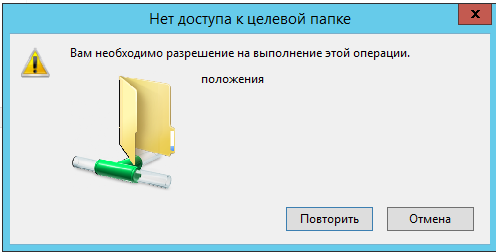 Нет доступа к целевой папке
x
Вам необходимо разрешение на выполнение этой операции.
положения
Повторить
Отмена